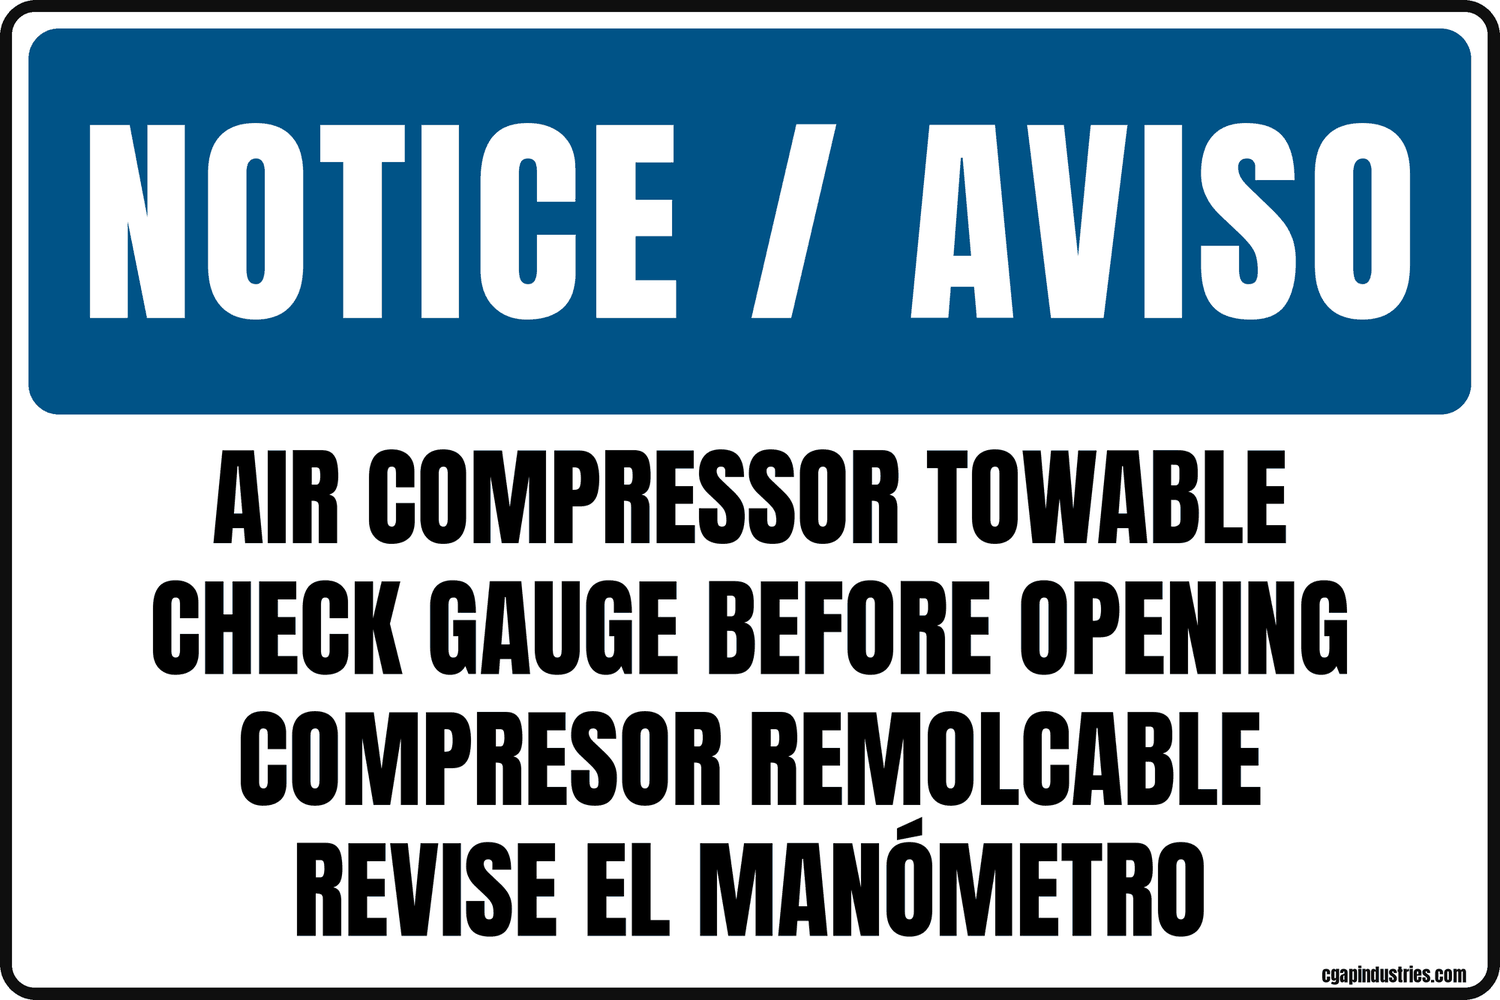 NOTICE / AVISO
AIR COMPRESSOR TOWABLE
CHECK GAUGE BEFORE OPENING
COMPRESOR REMOLCABLE
REVISE EL MANÓMETRO
cgapindustries.com